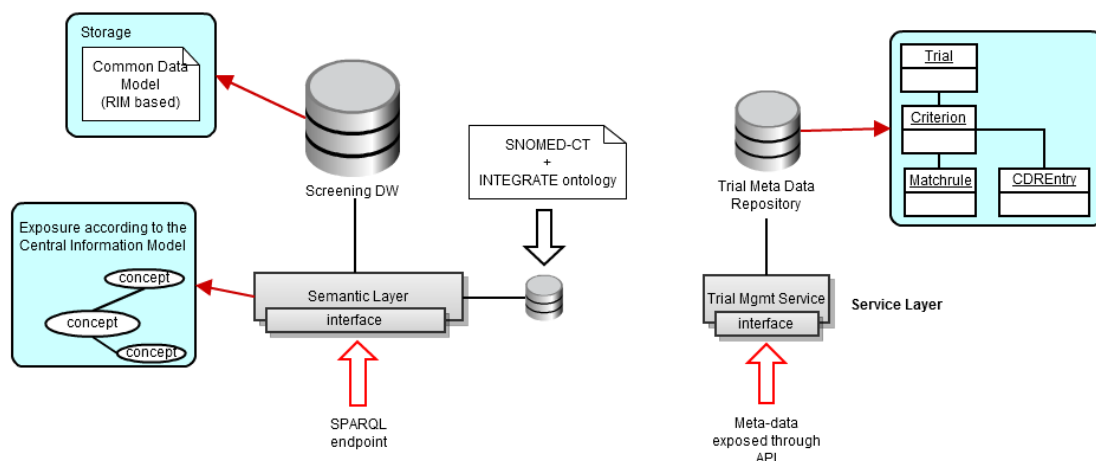 Storage
Common Data
Model
(RIM based)
Screening DW
SNOMED-CT
+
INTEGRATE ontology
Trial Meta Data
Repository
Trial
Criterion
Matchrule
CDREntry
Exposure according to the
Central Information Model
concept
concept
concept
Semantic Layer
interface
Trial Mgmt Service
interface
Service Layer
SPARQL
endpoint
Meta-data
exposed through
API